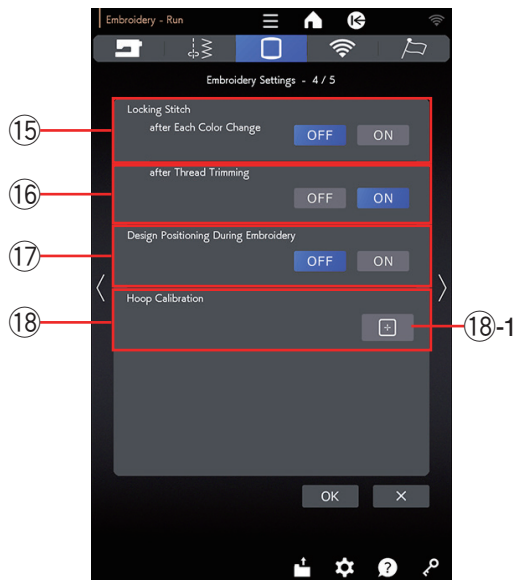 Embroidery - Run
Embroidery Settings - 4 / 5
⑮
Locking Stitch
after Each Color Change
OFF ON
⑯
after Thread Trimming
OFF ON
⑰
Design Positioning During Embroidery
OFF ON
⑱
Hoop Calibration
⑱-1
OK X
?